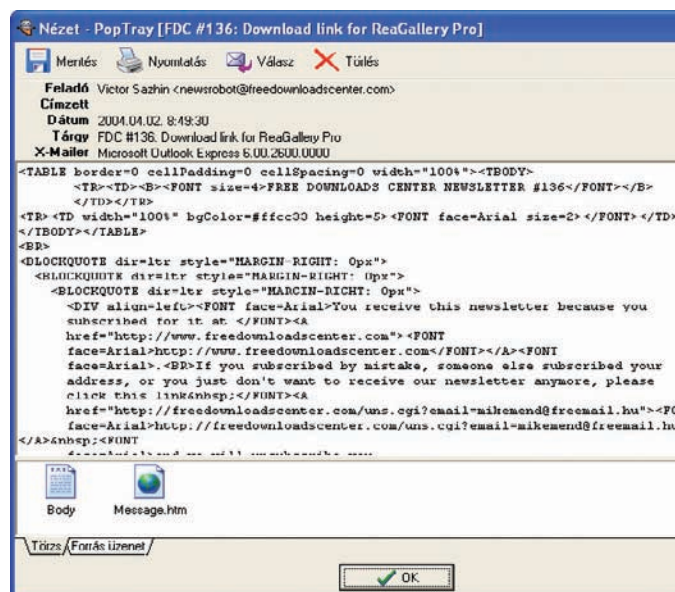 Nézet - PopTray [FDC #136: Download link for ReaGallery Pro]
Mentés Nyomtatás Válasz Törlés
Feladó Victor Sazhin <newsrobot@freedownloadscenter.com>
Címzett
Dátum 2004.04.02. 8:49:30
Tárgy FDC #136: Download link for ReaGallery Pro
X-Mailer Microsoft Outlook Express 6.00.2600.0000
<TABLE border=0 cellPadding=0 cellSpacing=0 width="100%"><TBODY>
<TR><TD><B><FONT size=4>FREE DOWNLOADS CENTER NEWSLETTER #136</FONT></B>
</TD></TR>
<TR><TD width="100%" bgColor=#ffcc33 height=5><FONT face=Arial size=2></FONT></TD>
</TBODY></TABLE>
<BR>
<BLOCKQUOTE dir=ltr style="MARGIN-RIGHT: 0px">
<BLOCKQUOTE dir=ltr style="MARGIN-RIGHT: 0px">
<BLOCKQUOTE dir=ltr style="MARGIN-RIGHT: 0px">
<DIV align=left><FONT face=Arial>You receive this newsletter because you
subscribed for it at </FONT><A
href="http://www.freedownloadscenter.com"><FONT
face=Arial>http://www.freedownloadscenter.com</FONT></A><FONT
face=Arial>.<BR>If you subscribed by mistake, someone else subscribed your
address, or you just don't want to receive our newsletter anymore, please
click this link&nbsp;</FONT><A
href="http://freedownloadscenter.com/uns.cgi?email=mikemend@freemail.hu"><FO
face=Arial>http://freedownloadscenter.com/uns.cgi?email=mikemend@freemail.hu
</A>&nbsp;<FONT
face=Arial>and we will unsubscribe you
Body Message.htm
Törzs Forrás üzenet
OK